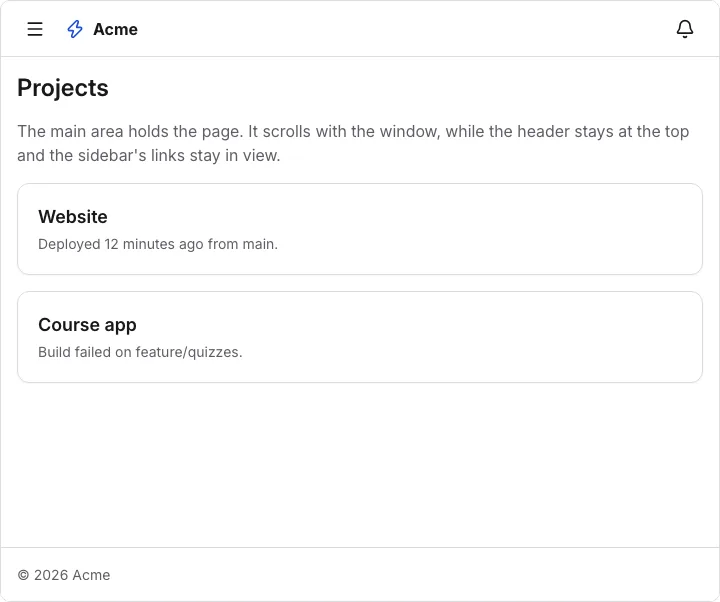 Acme
Projects
The main area holds the page. It scrolls with the window, while the header stays at the top
and the sidebar's links stay in view.
Website
Deployed 12 minutes ago from main.
Course app
Build failed on feature/quizzes.
© 2026 Acme